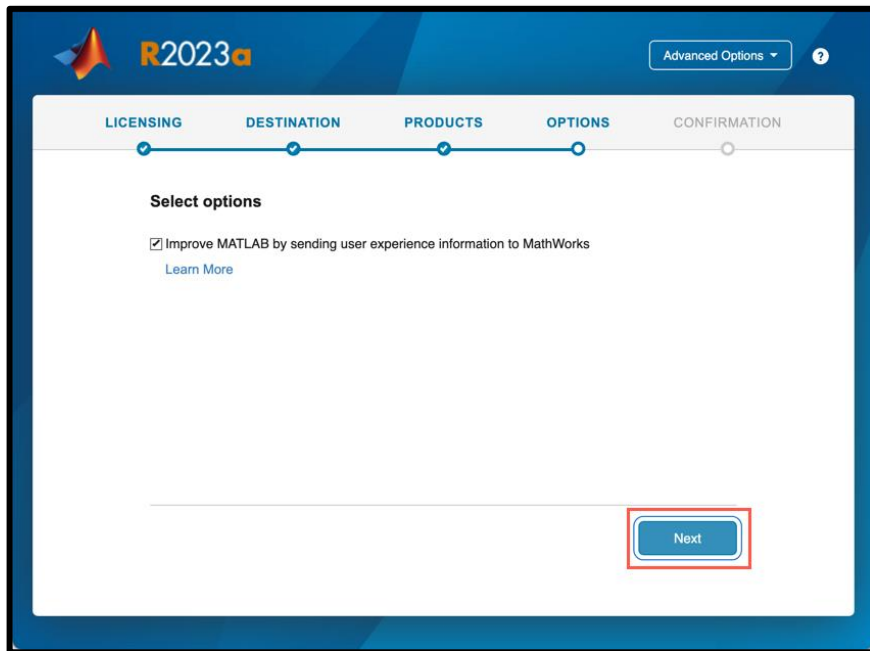 R2023a
Advanced Options
?
LICENSING DESTINATION PRODUCTS OPTIONS CONFIRMATION
Select options
Improve MATLAB by sending user experience information to MathWorks
Learn More
Next